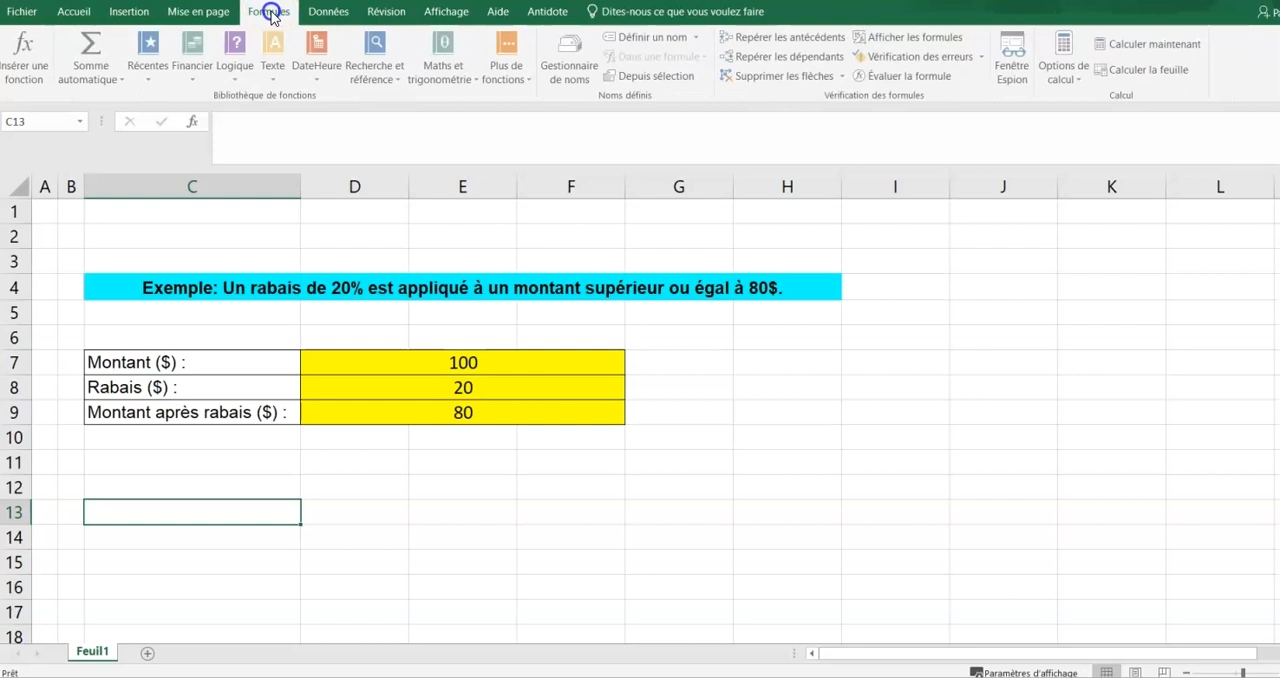 Fichier Accueil Insertion Mise en page Formules Données Révision Affichage Aide Antidote Dites-nous ce que vous voulez faire
Insérer une fonction
Somme automatique
Récentes
Financier
Logique
Texte
DateHeure
Recherche et référence
Maths et trigonométrie
Plus de fonctions
Bibliothèque de fonctions
Gestionnaire de noms
Définir un nom
Dans une formule
Depuis sélection
Noms définis
Repérer les antécédents
Repérer les dépendants
Supprimer les flèches
Afficher les formules
Vérification des erreurs
Évaluer la formule
Vérification des formules
Fenêtre Espion
Options de calcul
Calculer maintenant
Calculer la feuille
Calcul
C13 fx
A B C D E F G H I J K L
1
2
3
4 Exemple: Un rabais de 20% est appliqué à un montant supérieur ou égal à 80$.
5
6
7 Montant ($) : 100
8 Rabais ($) : 20
9 Montant après rabais ($) : 80
10
11
12
13
14
15
16
17
18
Feuil1
Prêt Paramètres d'affichage